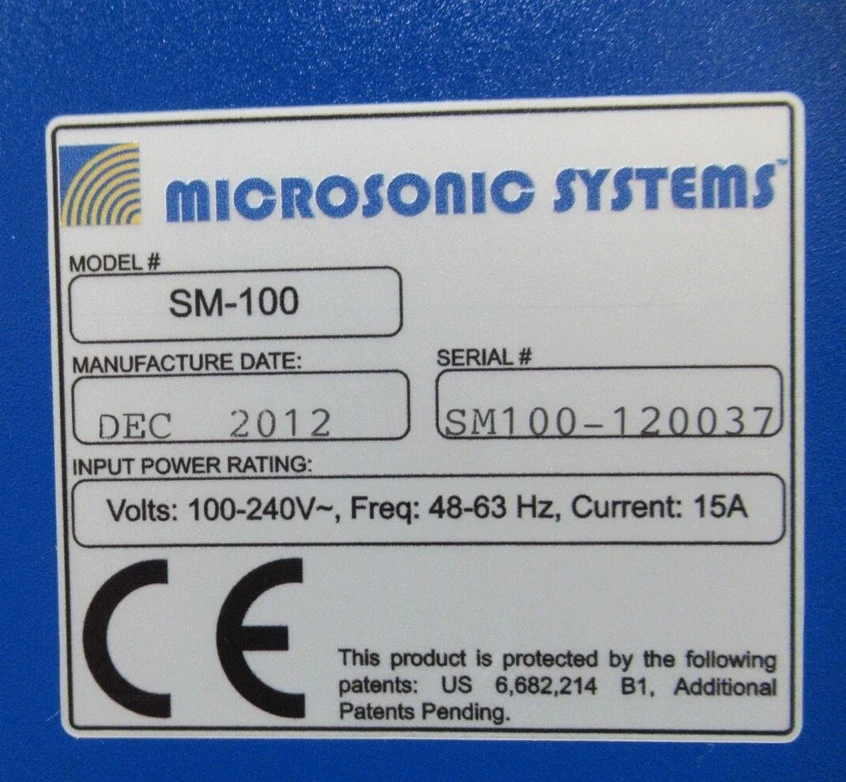 MICROSONIC SYSTEMS™
MODEL #
SM-100
MANUFACTURE DATE:
DEC 2012
SERIAL #
SM100-120037
INPUT POWER RATING:
Volts: 100-240V~, Freq: 48-63 Hz, Current: 15A
CE
This product is protected by the following
patents: US 6,682,214 B1, Additional
Patents Pending.